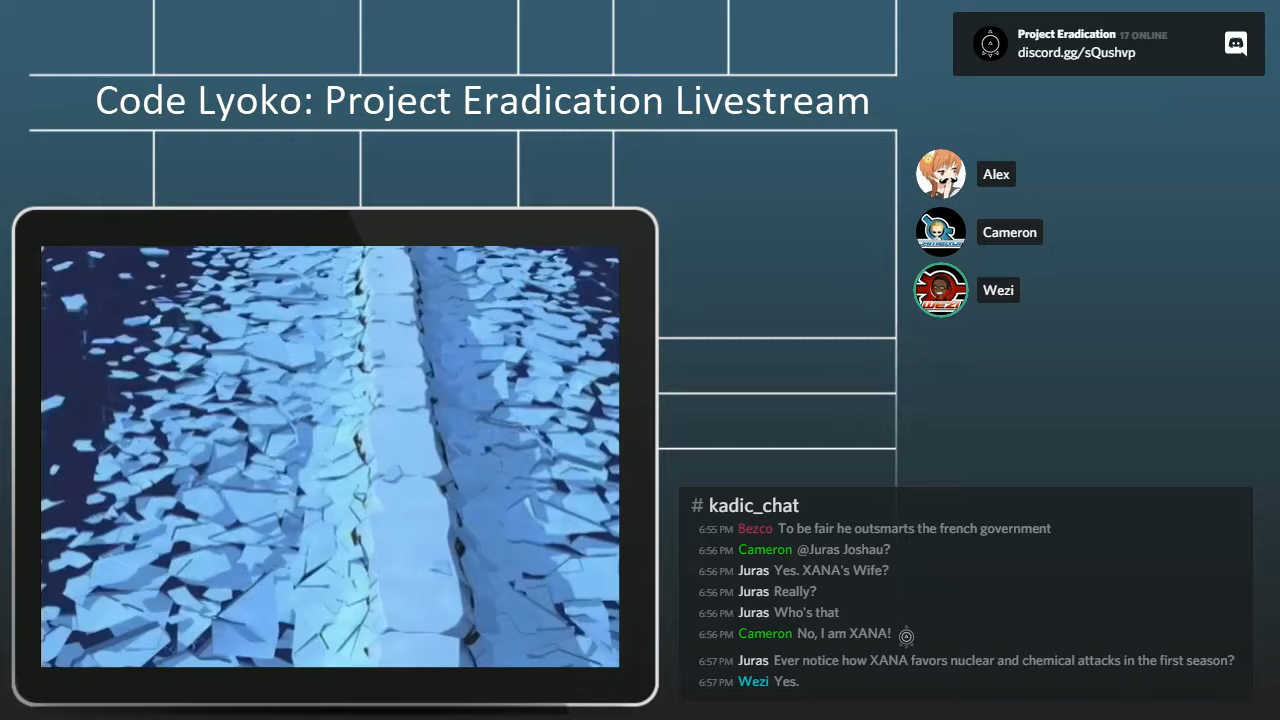 Project Eradication 17 ONLINE
discord.gg/sQushvp
Code Lyoko: Project Eradication Livestream
Alex
Cameron
Wezi
# kadic_chat
6:55 PM Bezco To be fair he outsmarts the french government
6:56 PM Cameron @Juras Joshau?
6:56 PM Juras Yes. XANA's Wife?
6:56 PM Juras Really?
6:56 PM Juras Who's that
6:56 PM Cameron No, I am XANA!
6:57 PM Juras Ever notice how XANA favors nuclear and chemical attacks in the first season?
6:57 PM Wezi Yes.